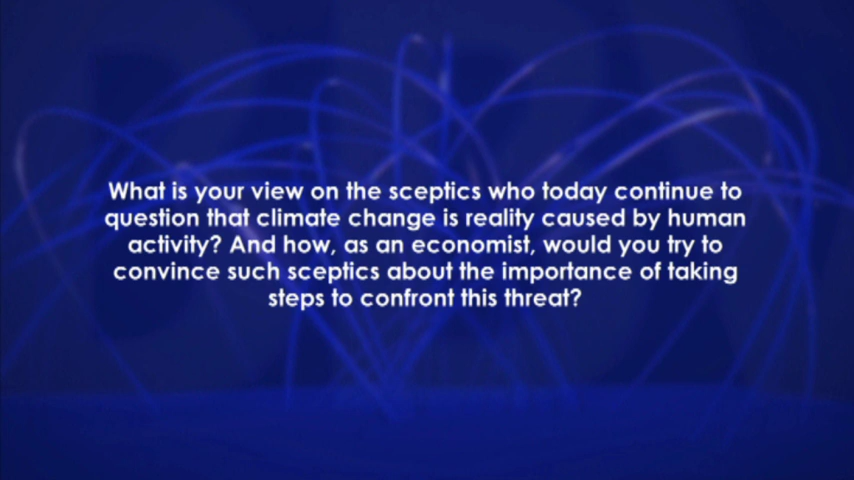 What is your view on the sceptics who today continue to
question that climate change is reality caused by human
activity? And how, as an economist, would you try to
convince such sceptics about the importance of taking
steps to confront this threat?